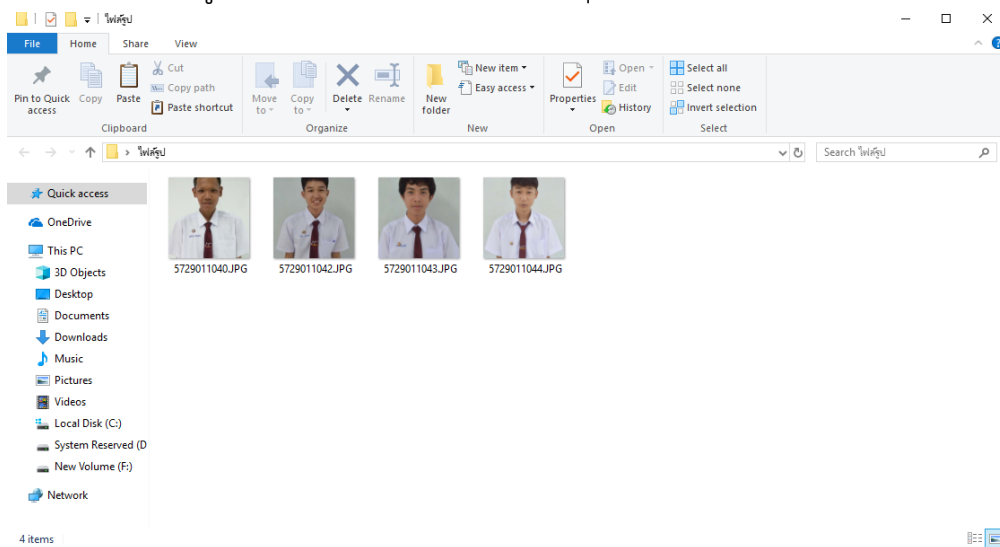 ไฟล์รูป
File Home Share View
Pin to Quick access
Copy
Paste
Cut
Copy path
Paste shortcut
Clipboard
Move to
Copy to
Delete
Rename
Organize
New folder
New item
Easy access
New
Properties
Open
Edit
History
Open
Select all
Select none
Invert selection
Select
ไฟล์รูป
Search ไฟล์รูป
Quick access
OneDrive
This PC
3D Objects
Desktop
Documents
Downloads
Music
Pictures
Videos
Local Disk (C:)
System Reserved (D
New Volume (F:)
Network
5729011040.JPG 5729011042.JPG 5729011043.JPG 5729011044.JPG
4 items